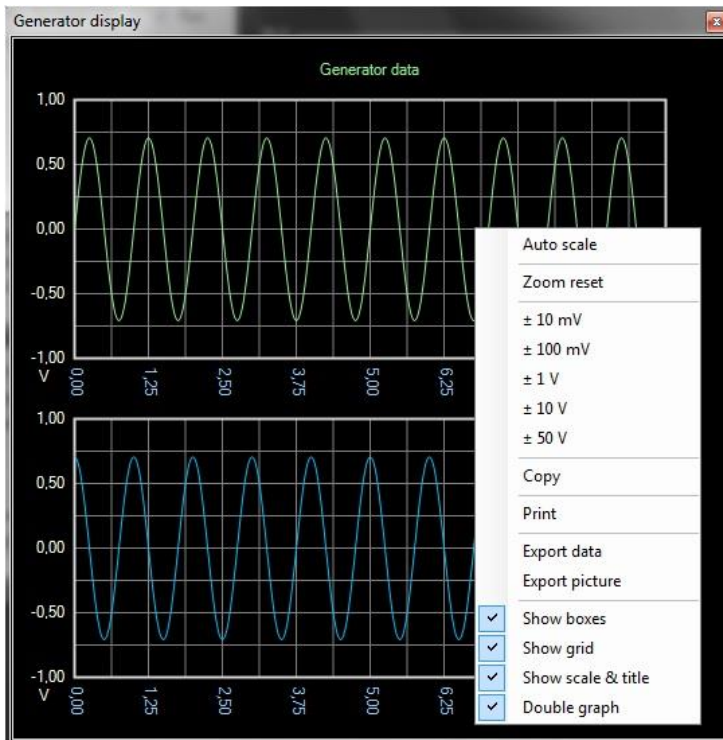 Generator display
Generator data
1,00
0,50
0,00
-0,50
-1,00
V
0,00
1,25
2,50
3,75
5,00
6,25
1,00
0,50
0,00
-0,50
-1,00
V
0,00
1,25
2,50
3,75
5,00
6,25
Auto scale
Zoom reset
± 10 mV
± 100 mV
± 1 V
± 10 V
± 50 V
Copy
Print
Export data
Export picture
Show boxes
Show grid
Show scale & title
Double graph